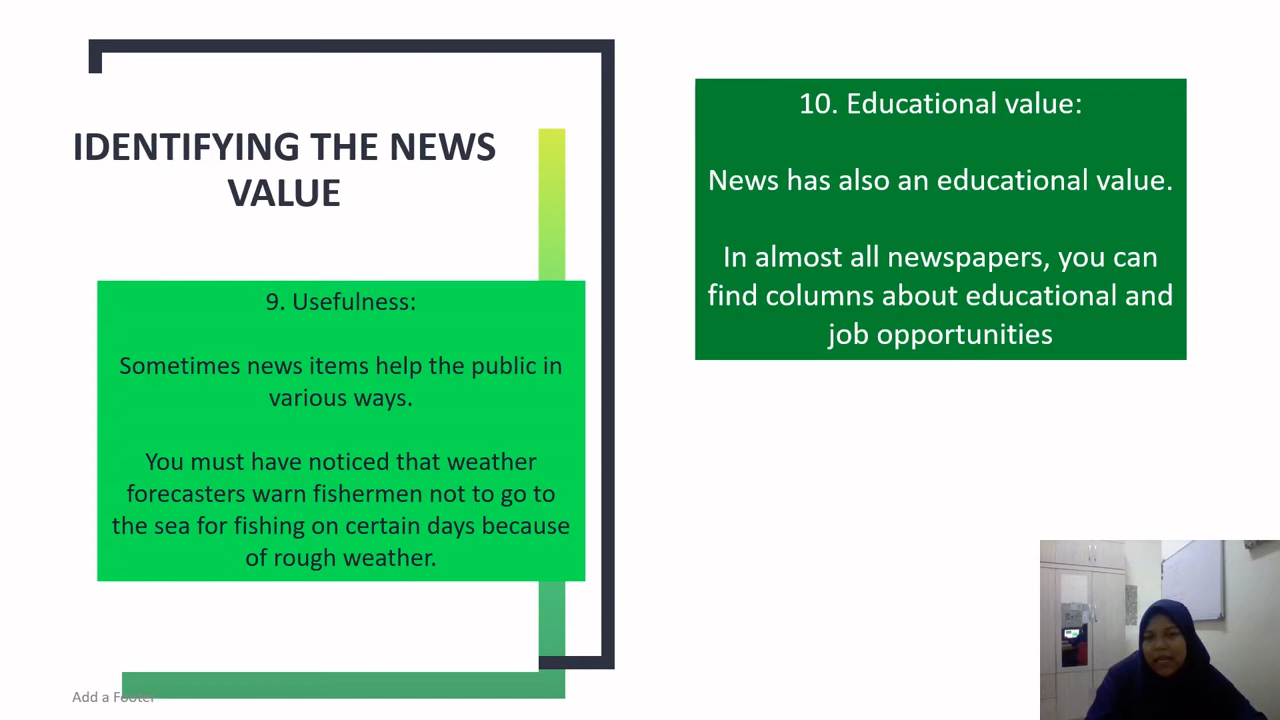 IDENTIFYING THE NEWS
VALUE
9. Usefulness:
Sometimes news items help the public in
various ways.
You must have noticed that weather
forecasters warn fishermen not to go to
the sea for fishing on certain days because
of rough weather.
10. Educational value:
News has also an educational value.
In almost all newspapers, you can
find columns about educational and
job opportunities
Add a Footer